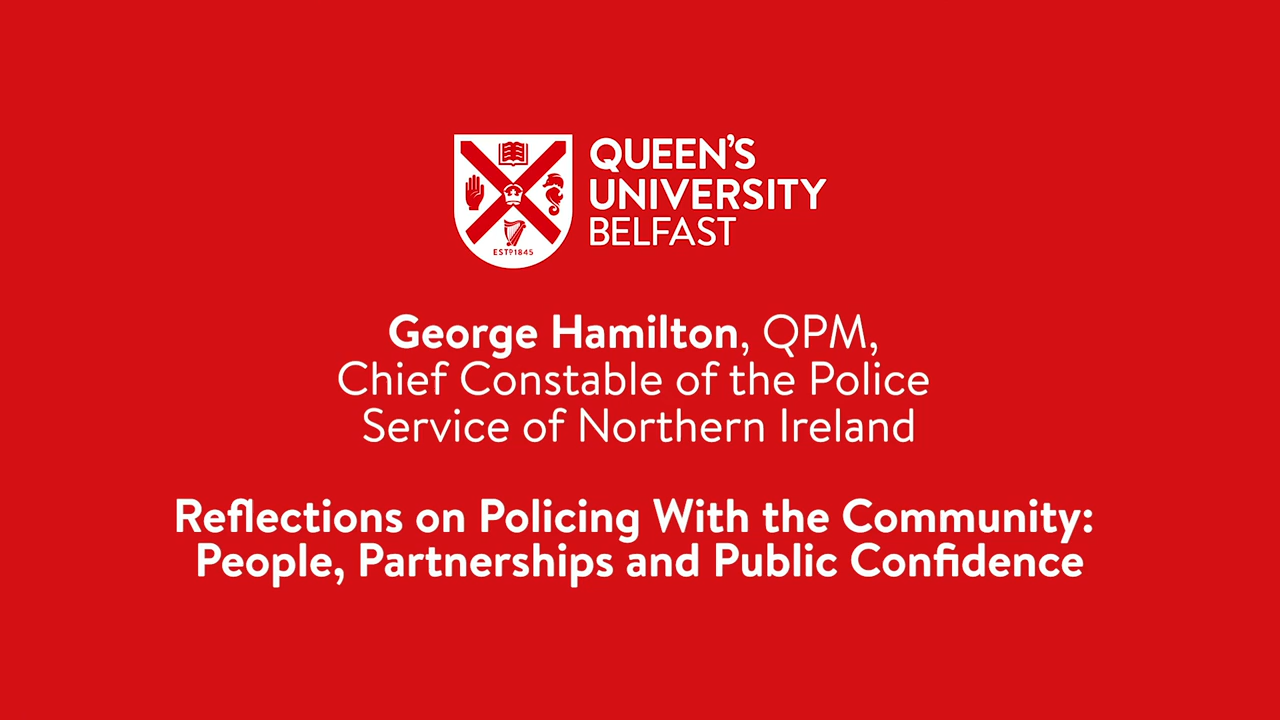 QUEEN'S
UNIVERSITY
BELFAST
ESTD 1845
George Hamilton, QPM,
Chief Constable of the Police
Service of Northern Ireland
Reflections on Policing With the Community:
People, Partnerships and Public Confidence